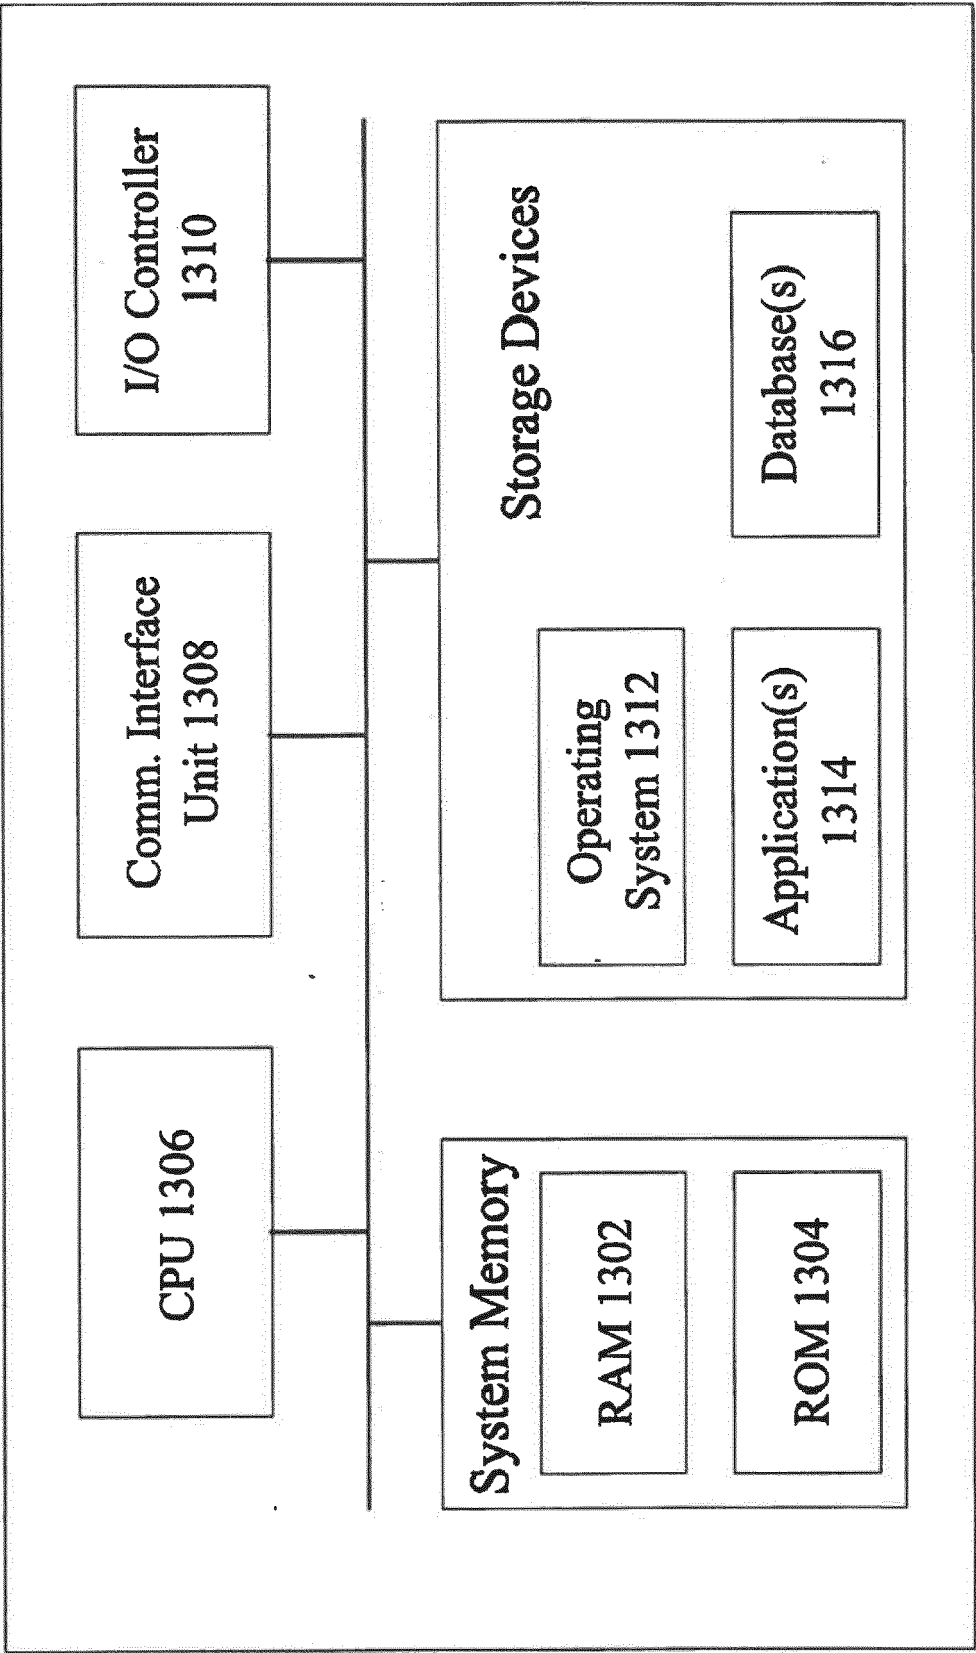 CPU 1306
Comm. Interface
Unit 1308
I/O Controller
1310
System Memory
RAM 1302
ROM 1304
Storage Devices
Operating
System 1312
Application(s)
1314
Database(s)
1316